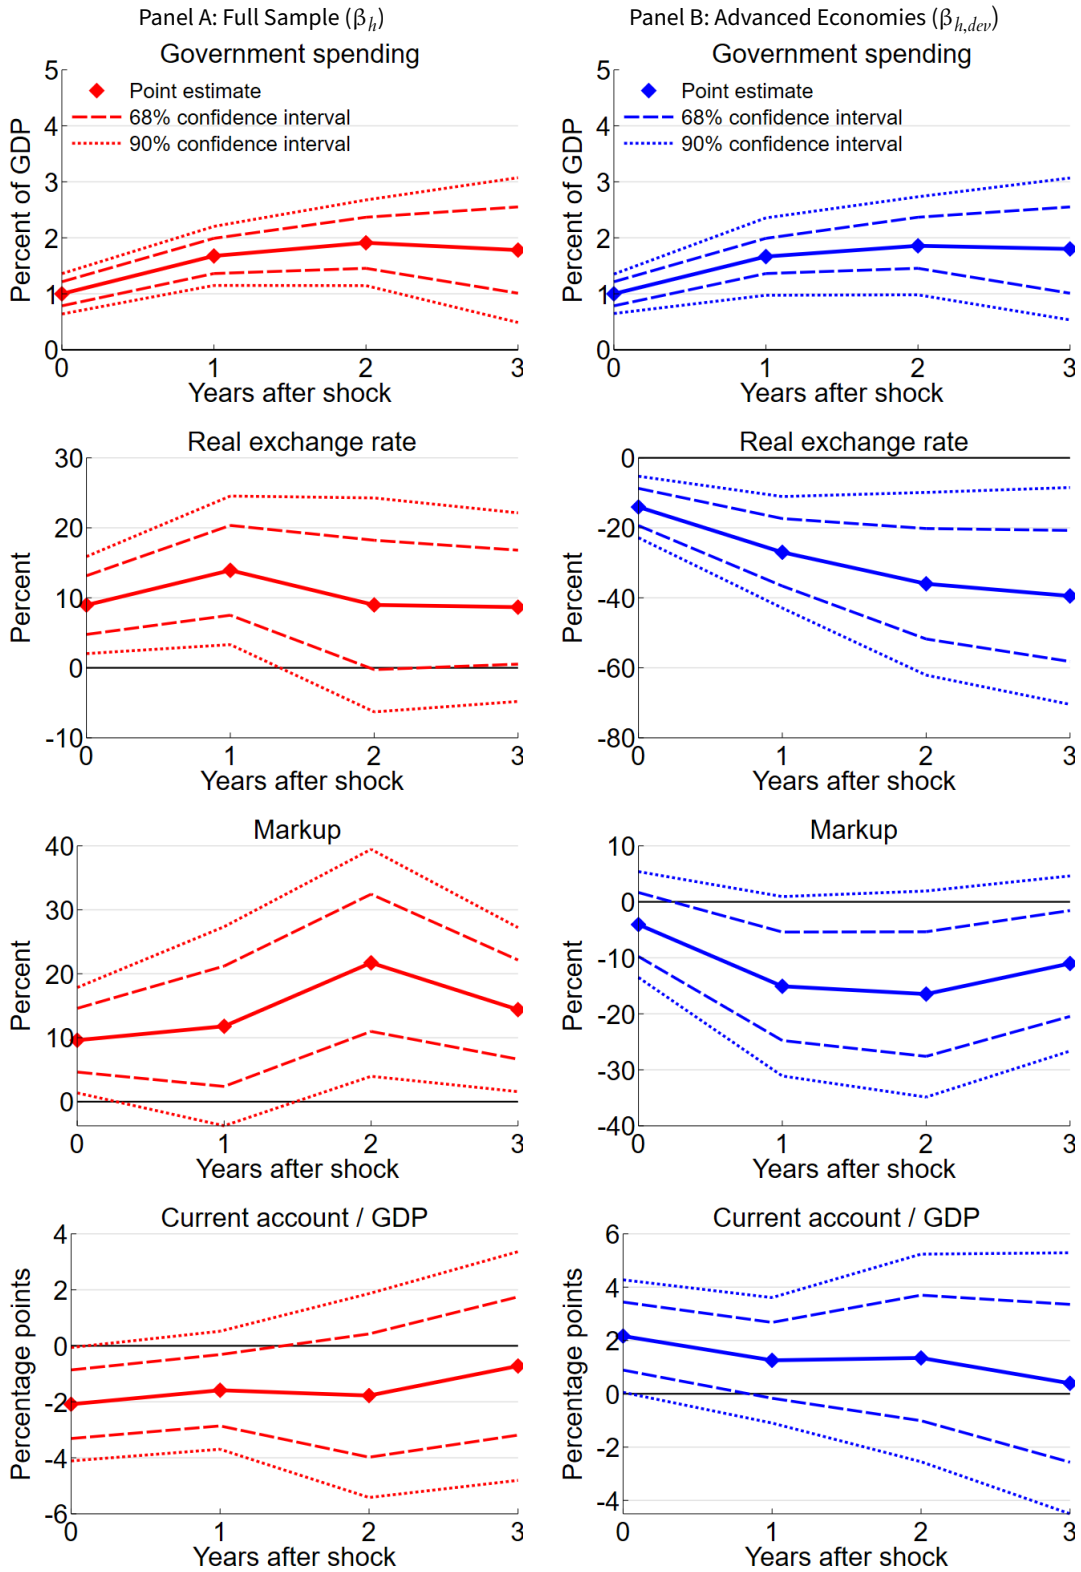 Panel A: Full Sample (βh)
Government spending
5
4
3
2
1
0
Percent of GDP
Point estimate
68% confidence interval
90% confidence interval
0 1 2 3
Years after shock
Panel B: Advanced Economies (βh,dev)
Government spending
5
4
3
2
1
0
Percent of GDP
Point estimate
68% confidence interval
90% confidence interval
0 1 2 3
Years after shock
Real exchange rate
30
20
10
0
-10
Percent
0 1 2 3
Years after shock
Real exchange rate
0
-20
-40
-60
-80
Percent
0 1 2 3
Years after shock
Markup
40
30
20
10
0
Percent
0 1 2 3
Years after shock
Markup
10
0
-10
-20
-30
-40
Percent
0 1 2 3
Years after shock
Current account / GDP
4
2
0
-2
-4
-6
Percentage points
0 1 2 3
Years after shock
Current account / GDP
6
4
2
0
-2
-4
Percentage points
0 1 2 3
Years after shock